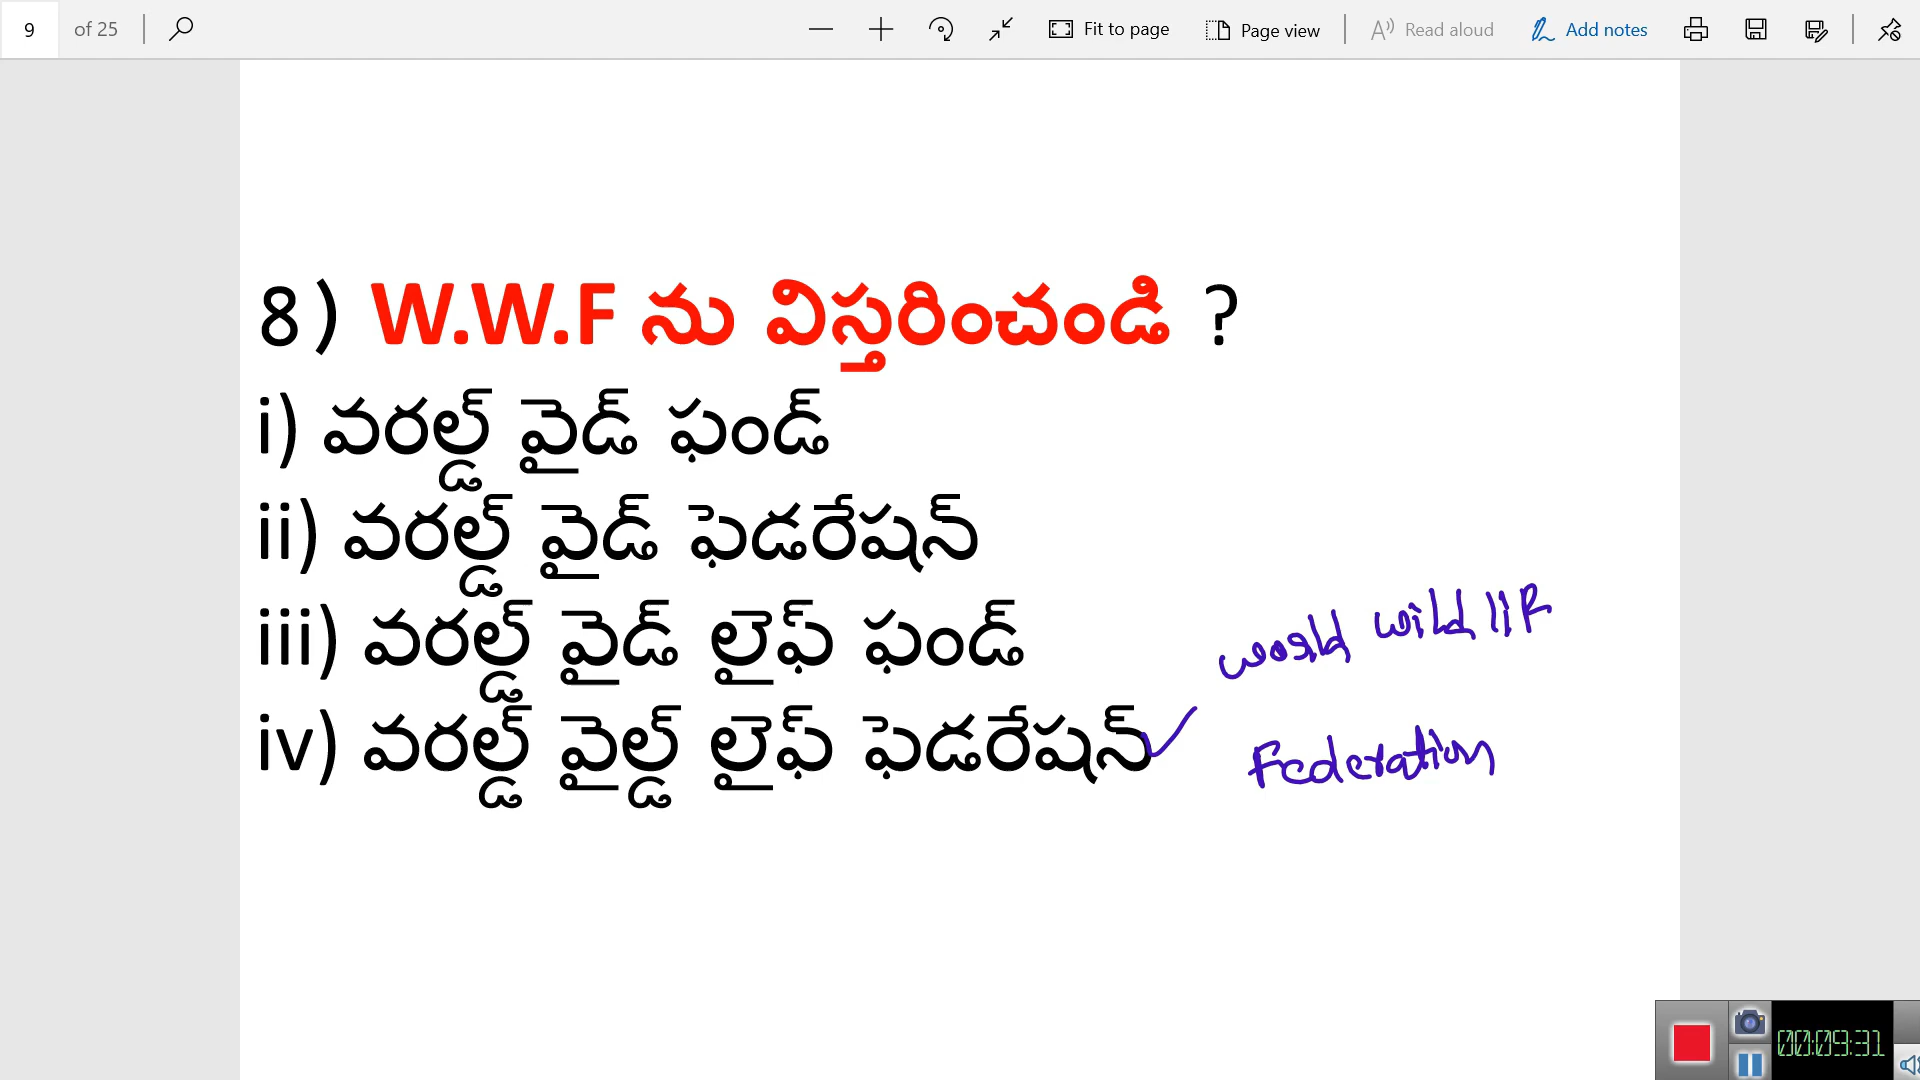 9 of 25 Fit to page Page view Read aloud Add notes
8) W.W.F ను విస్తరించండి ?
i) వరల్డ్ వైడ్ ఫండ్
ii) వరల్డ్ వైడ్ ఫెడరేషన్
iii) వరల్డ్ వైడ్ లైఫ్ ఫండ్
world wild
iv) వరల్డ్ వైల్డ్ లైఫ్ ఫెడరేషన్
Federation
00:09:31